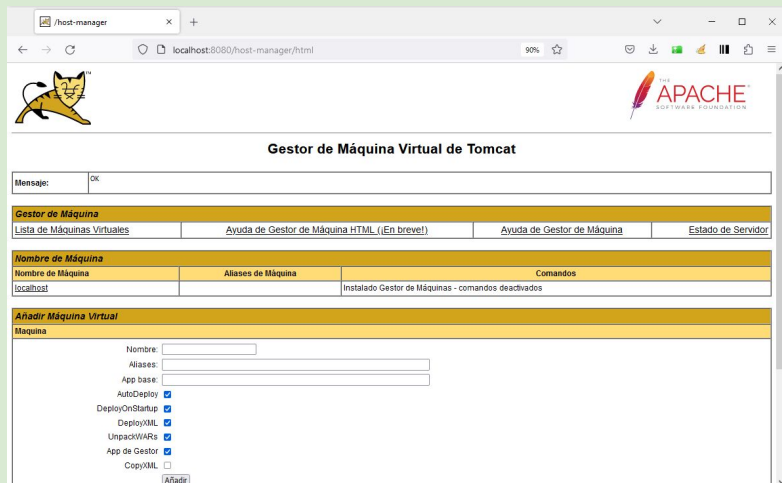 /host-manager
localhost:8080/host-manager/html
90%
TM
THE
APACHE
SOFTWARE FOUNDATION
Gestor de Máquina Virtual de Tomcat
Mensaje: OK
Gestor de Máquina
Lista de Máquinas Virtuales Ayuda de Gestor de Máquina HTML (¡En breve!) Ayuda de Gestor de Máquina Estado de Servidor
Nombre de Máquina
Nombre de Máquina Aliases de Máquina Comandos
localhost Instalado Gestor de Máquinas - comandos deactivados
Añadir Máquina Virtual
Maquina
Nombre:
Aliases:
App base:
AutoDeploy
DeployOnStartup
DeployXML
UnpackWARs
App de Gestor
CopyXML
Añadir